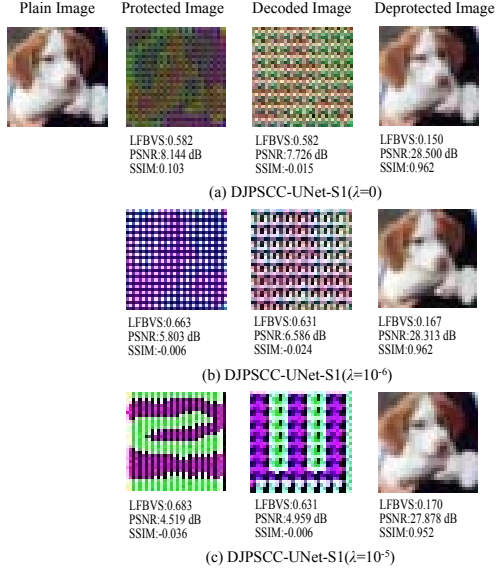 Plain Image Protected Image Decoded Image Deprotected Image
LFBVS:0.582 LFBVS:0.582 LFBVS:0.150
PSNR:8.144 dB PSNR:7.726 dB PSNR:28.500 dB
SSIM:0.103 SSIM:-0.015 SSIM:0.962
(a) DJPSCC-UNet-S1(λ=0)
LFBVS:0.663 LFBVS:0.631 LFBVS:0.167
PSNR:5.803 dB PSNR:6.586 dB PSNR:28.313 dB
SSIM:-0.006 SSIM:-0.024 SSIM:0.962
(b) DJPSCC-UNet-S1(λ=10⁻⁶)
LFBVS:0.683 LFBVS:0.631 LFBVS:0.170
PSNR:4.519 dB PSNR:4.959 dB PSNR:27.878 dB
SSIM:-0.036 SSIM:-0.006 SSIM:0.952
(c) DJPSCC-UNet-S1(λ=10⁻⁵)